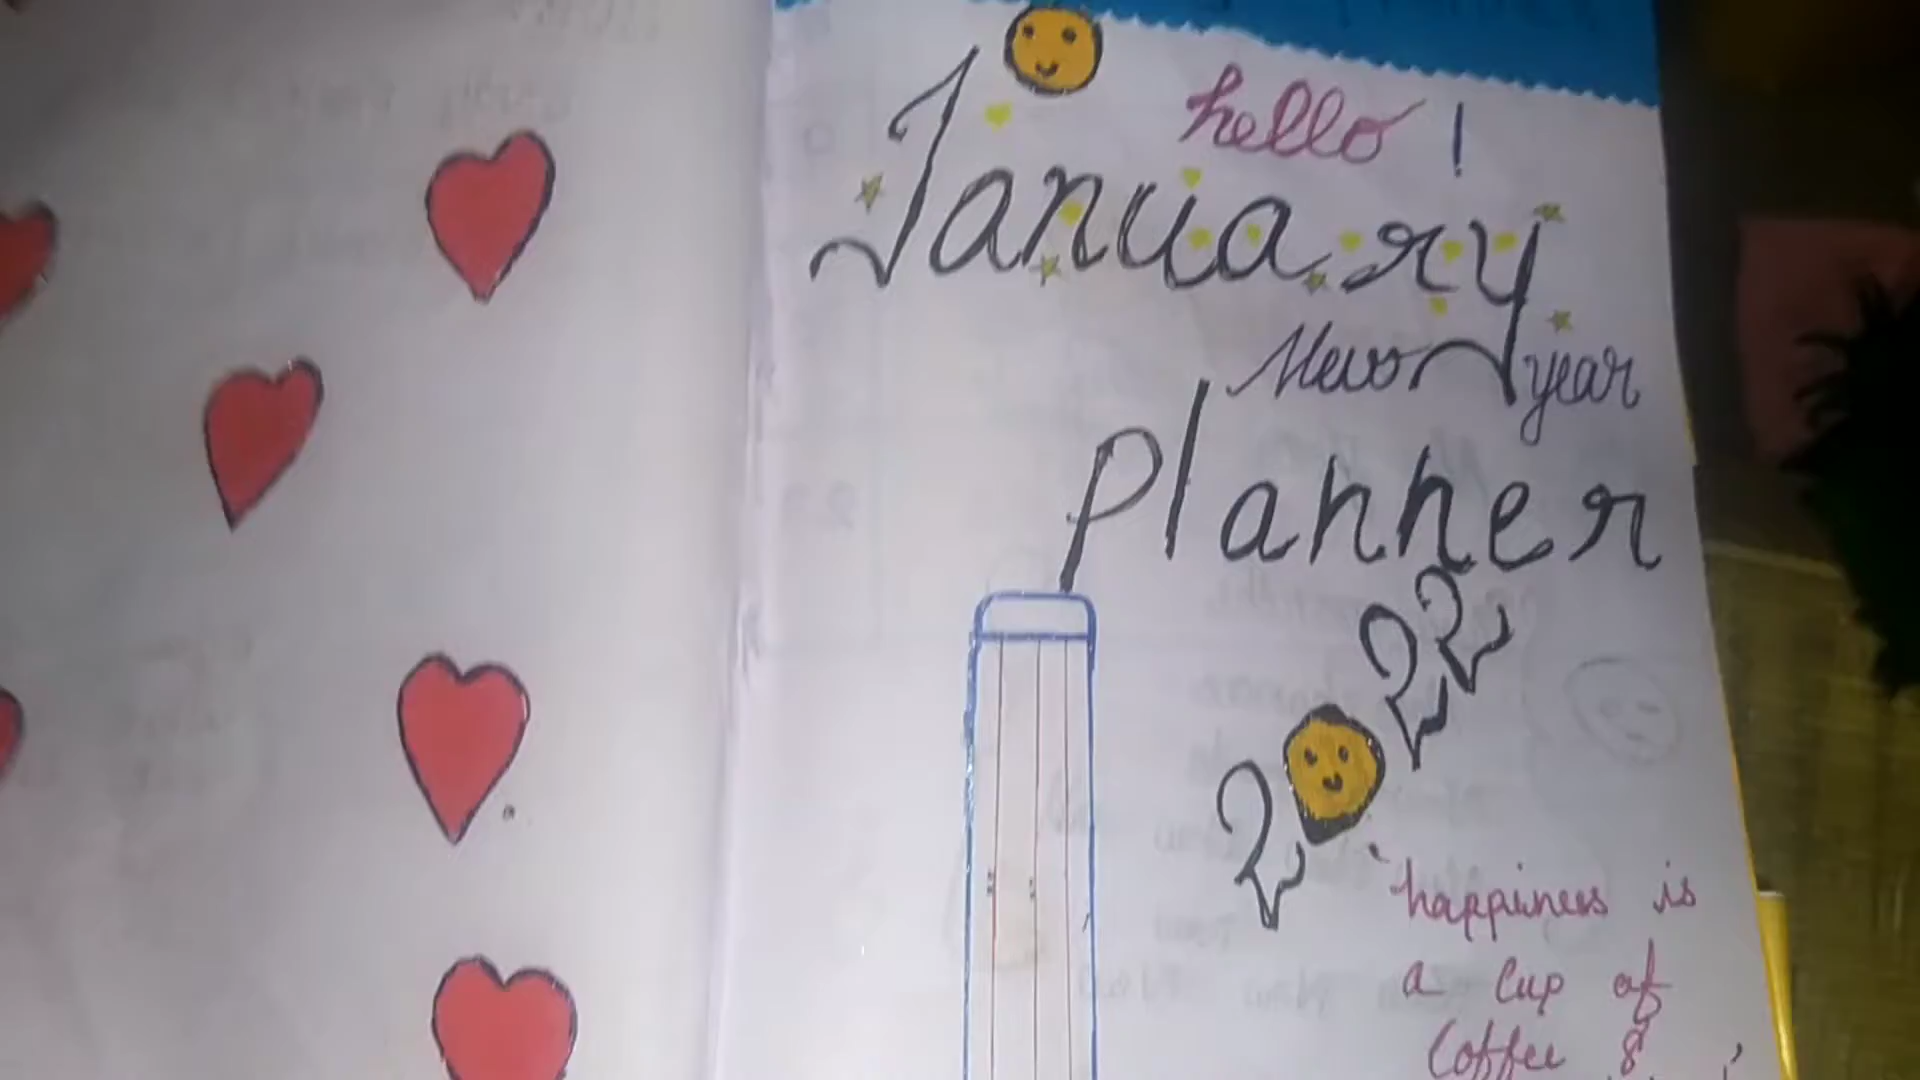 hello !
January
New year
planner
2022
"happiness is
a cup of
Coffee &